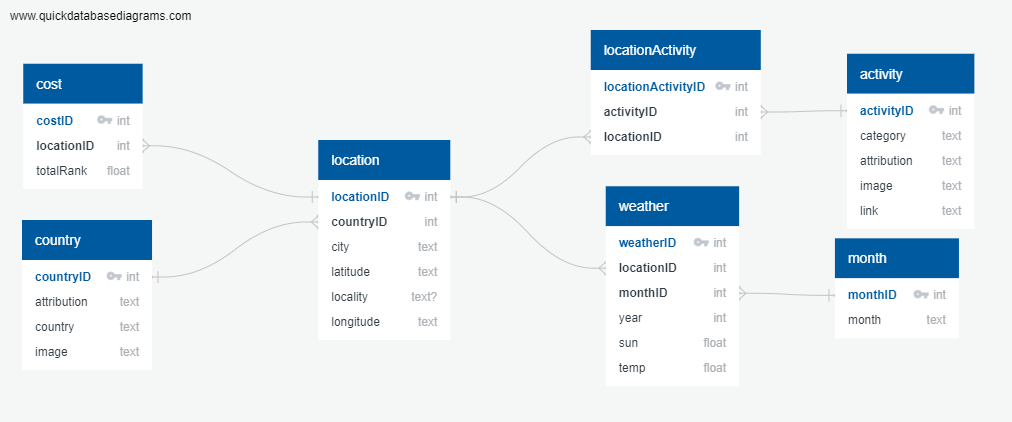 www.quickdatabasediagrams.com
cost
costID int
locationID int
totalRank float
country
countryID int
attribution text
country text
image text
location
locationID int
countryID int
city text
latitude text
locality text?
longitude text
locationActivity
locationActivityID int
activityID int
locationID int
weather
weatherID int
locationID int
monthID int
year int
sun float
temp float
activity
activityID int
category text
attribution text
image text
link text
month
monthID int
month text